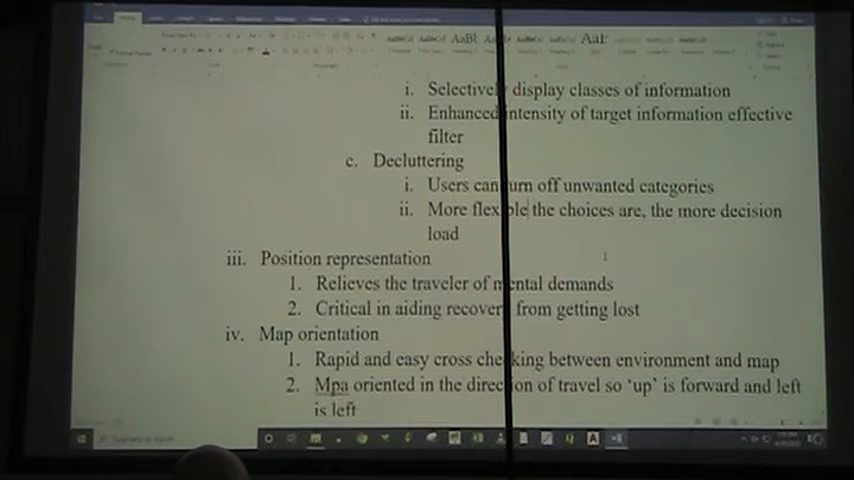 i. Selectively display classes of information
ii. Enhanced intensity of target information effective
filter
c. Decluttering
i. Users can turn off unwanted categories
ii. More flexible the choices are, the more decision
load
iii. Position representation
1. Relieves the traveler of mental demands
2. Critical in aiding recovery from getting lost
iv. Map orientation
1. Rapid and easy cross checking between environment and map
2. Mpa oriented in the direction of travel so ‘up’ is forward and left
is left